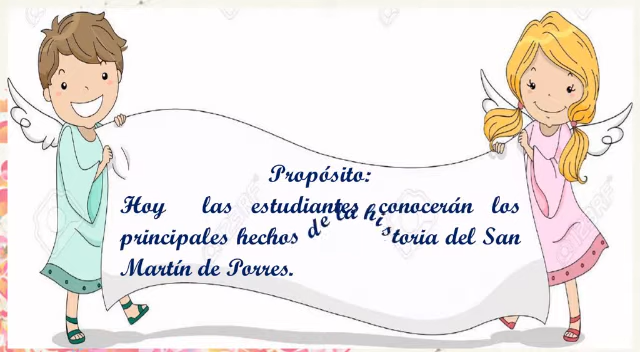 Propósito:
Hoy las estudiantes conocerán los
principales hechos de la historia del San
Martín de Porres.